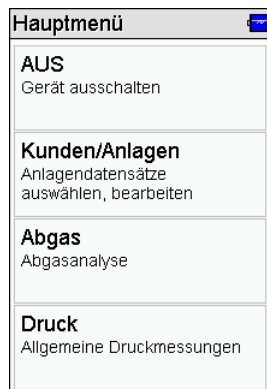 Hauptmenü
AUS
Gerät ausschalten
Kunden/Anlagen
Anlagendatensätze
auswählen, bearbeiten
Abgas
Abgasanalyse
Druck
Allgemeine Druckmessungen